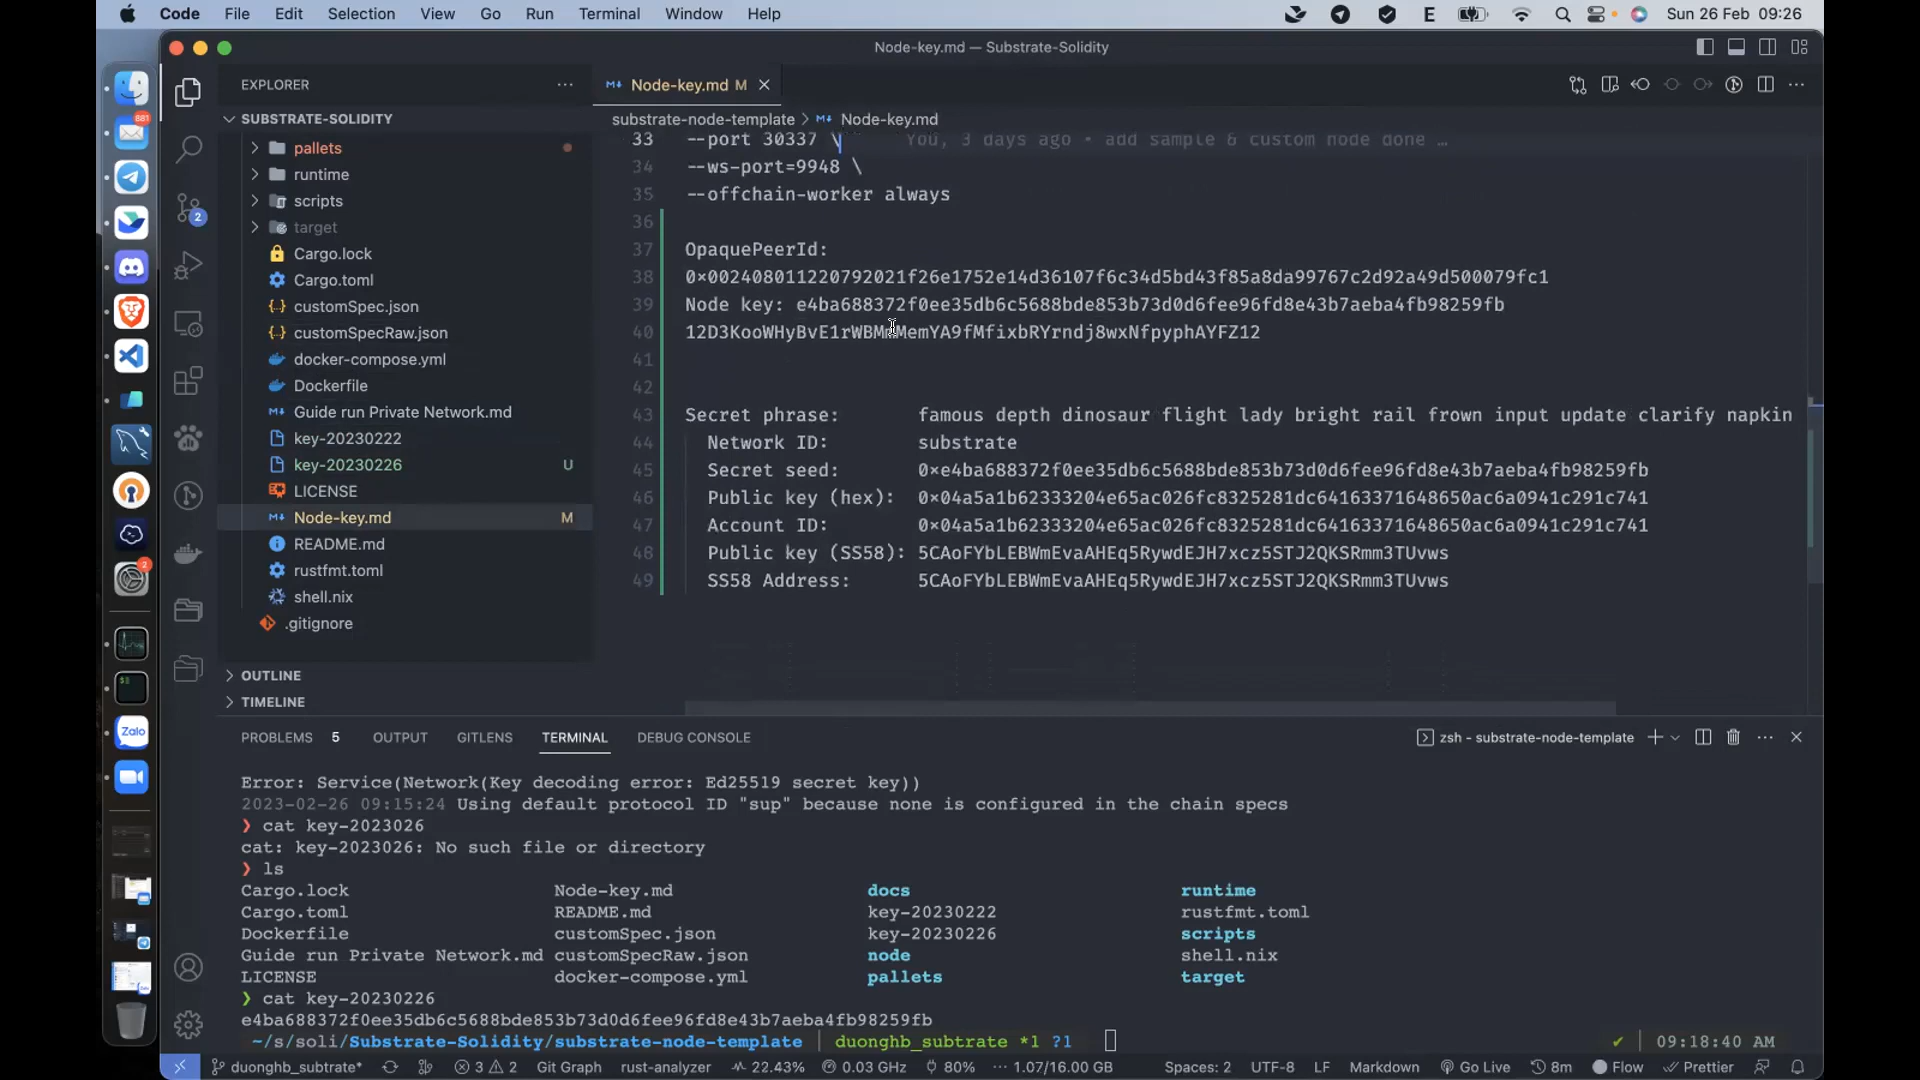 Code File Edit Selection View Go Run Terminal Window Help E Sun 26 Feb 09:26
Node-key.md — Substrate-Solidity
EXPLORER
Node-key.md M
SUBSTRATE-SOLIDITY
substrate-node-template > Node-key.md
pallets
runtime
scripts
target
Cargo.lock
Cargo.toml
customSpec.json
customSpecRaw.json
docker-compose.yml
Dockerfile
Guide run Private Network.md
key-20230222
key-20230226 U
LICENSE
Node-key.md M
README.md
rustfmt.toml
shell.nix
.gitignore
OUTLINE
TIMELINE
881
2
2
Zalo
33 --port 30337 \ You, 3 days ago • add sample & custom node done …
34 --ws-port=9948 \
35 --offchain-worker always
36
37 OpaquePeerId:
38 0x002408011220792021f26e1752e14d36107f6c34d5bd43f85a8da99767c2d92a49d500079fc1
39 Node key: e4ba688372f0ee35db6c5688bde853b73d0d6fee96fd8e43b7aeba4fb98259fb
40 12D3KooWHyBvE1rWBMmMemYA9fMfixbRYrndj8wxNfpyphAYFZ12
41
42
43 Secret phrase: famous depth dinosaur flight lady bright rail frown input update clarify napkin
44 Network ID: substrate
45 Secret seed: 0xe4ba688372f0ee35db6c5688bde853b73d0d6fee96fd8e43b7aeba4fb98259fb
46 Public key (hex): 0x04a5a1b62333204e65ac026fc8325281dc64163371648650ac6a0941c291c741
47 Account ID: 0x04a5a1b62333204e65ac026fc8325281dc64163371648650ac6a0941c291c741
48 Public key (SS58): 5CAoFYbLEBWmEvaAHEq5RywdEJH7xcz5STJ2QKSRmm3TUvws
49 SS58 Address: 5CAoFYbLEBWmEvaAHEq5RywdEJH7xcz5STJ2QKSRmm3TUvws
PROBLEMS 5 OUTPUT GITLENS TERMINAL DEBUG CONSOLE zsh - substrate-node-template
Error: Service(Network(Key decoding error: Ed25519 secret key))
2023-02-26 09:15:24 Using default protocol ID "sup" because none is configured in the chain specs
❯ cat key-2023026
cat: key-2023026: No such file or directory
❯ ls
Cargo.lock Node-key.md docs runtime
Cargo.toml README.md key-20230222 rustfmt.toml
Dockerfile customSpec.json key-20230226 scripts
Guide run Private Network.md customSpecRaw.json node shell.nix
LICENSE docker-compose.yml pallets target
❯ cat key-20230226
e4ba688372f0ee35db6c5688bde853b73d0d6fee96fd8e43b7aeba4fb98259fb
~/s/soli/Substrate-Solidity/substrate-node-template | duonghb_subtrate *1 ?1 ✔ | 09:18:40 AM
duonghb_subtrate* 3 2 Git Graph rust-analyzer 22.43% 0.03 GHz 80% 1.07/16.00 GB Spaces: 2 UTF-8 LF Markdown Go Live 8m Flow Prettier